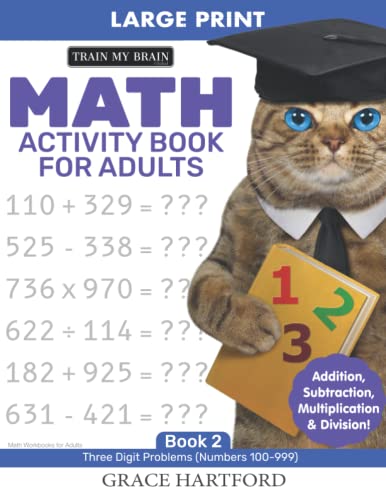 LARGE PRINT
TRAIN MY BRAIN
MATH
ACTIVITY BOOK
FOR ADULTS
110 + 329 = ???
525 - 338 = ???
736 x 970 = ???
622 ÷ 114 = ???
182 + 925 = ???
631 - 421 = ???
1
2
3
Addition,
Subtraction,
Multiplication
& Division!
Math Workbooks for Adults
Book 2
Three Digit Problems (Numbers 100-999)
GRACE HARTFORD